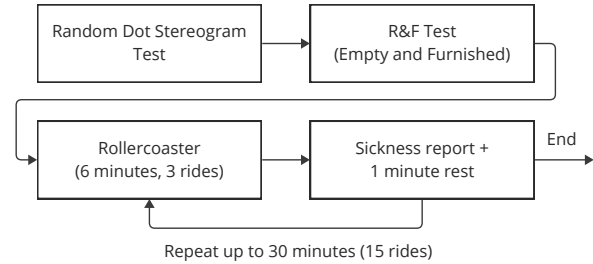 Random Dot Stereogram
Test
R&F Test
(Empty and Furnished)
Rollercoaster
(6 minutes, 3 rides)
Sickness report +
1 minute rest
End
Repeat up to 30 minutes (15 rides)